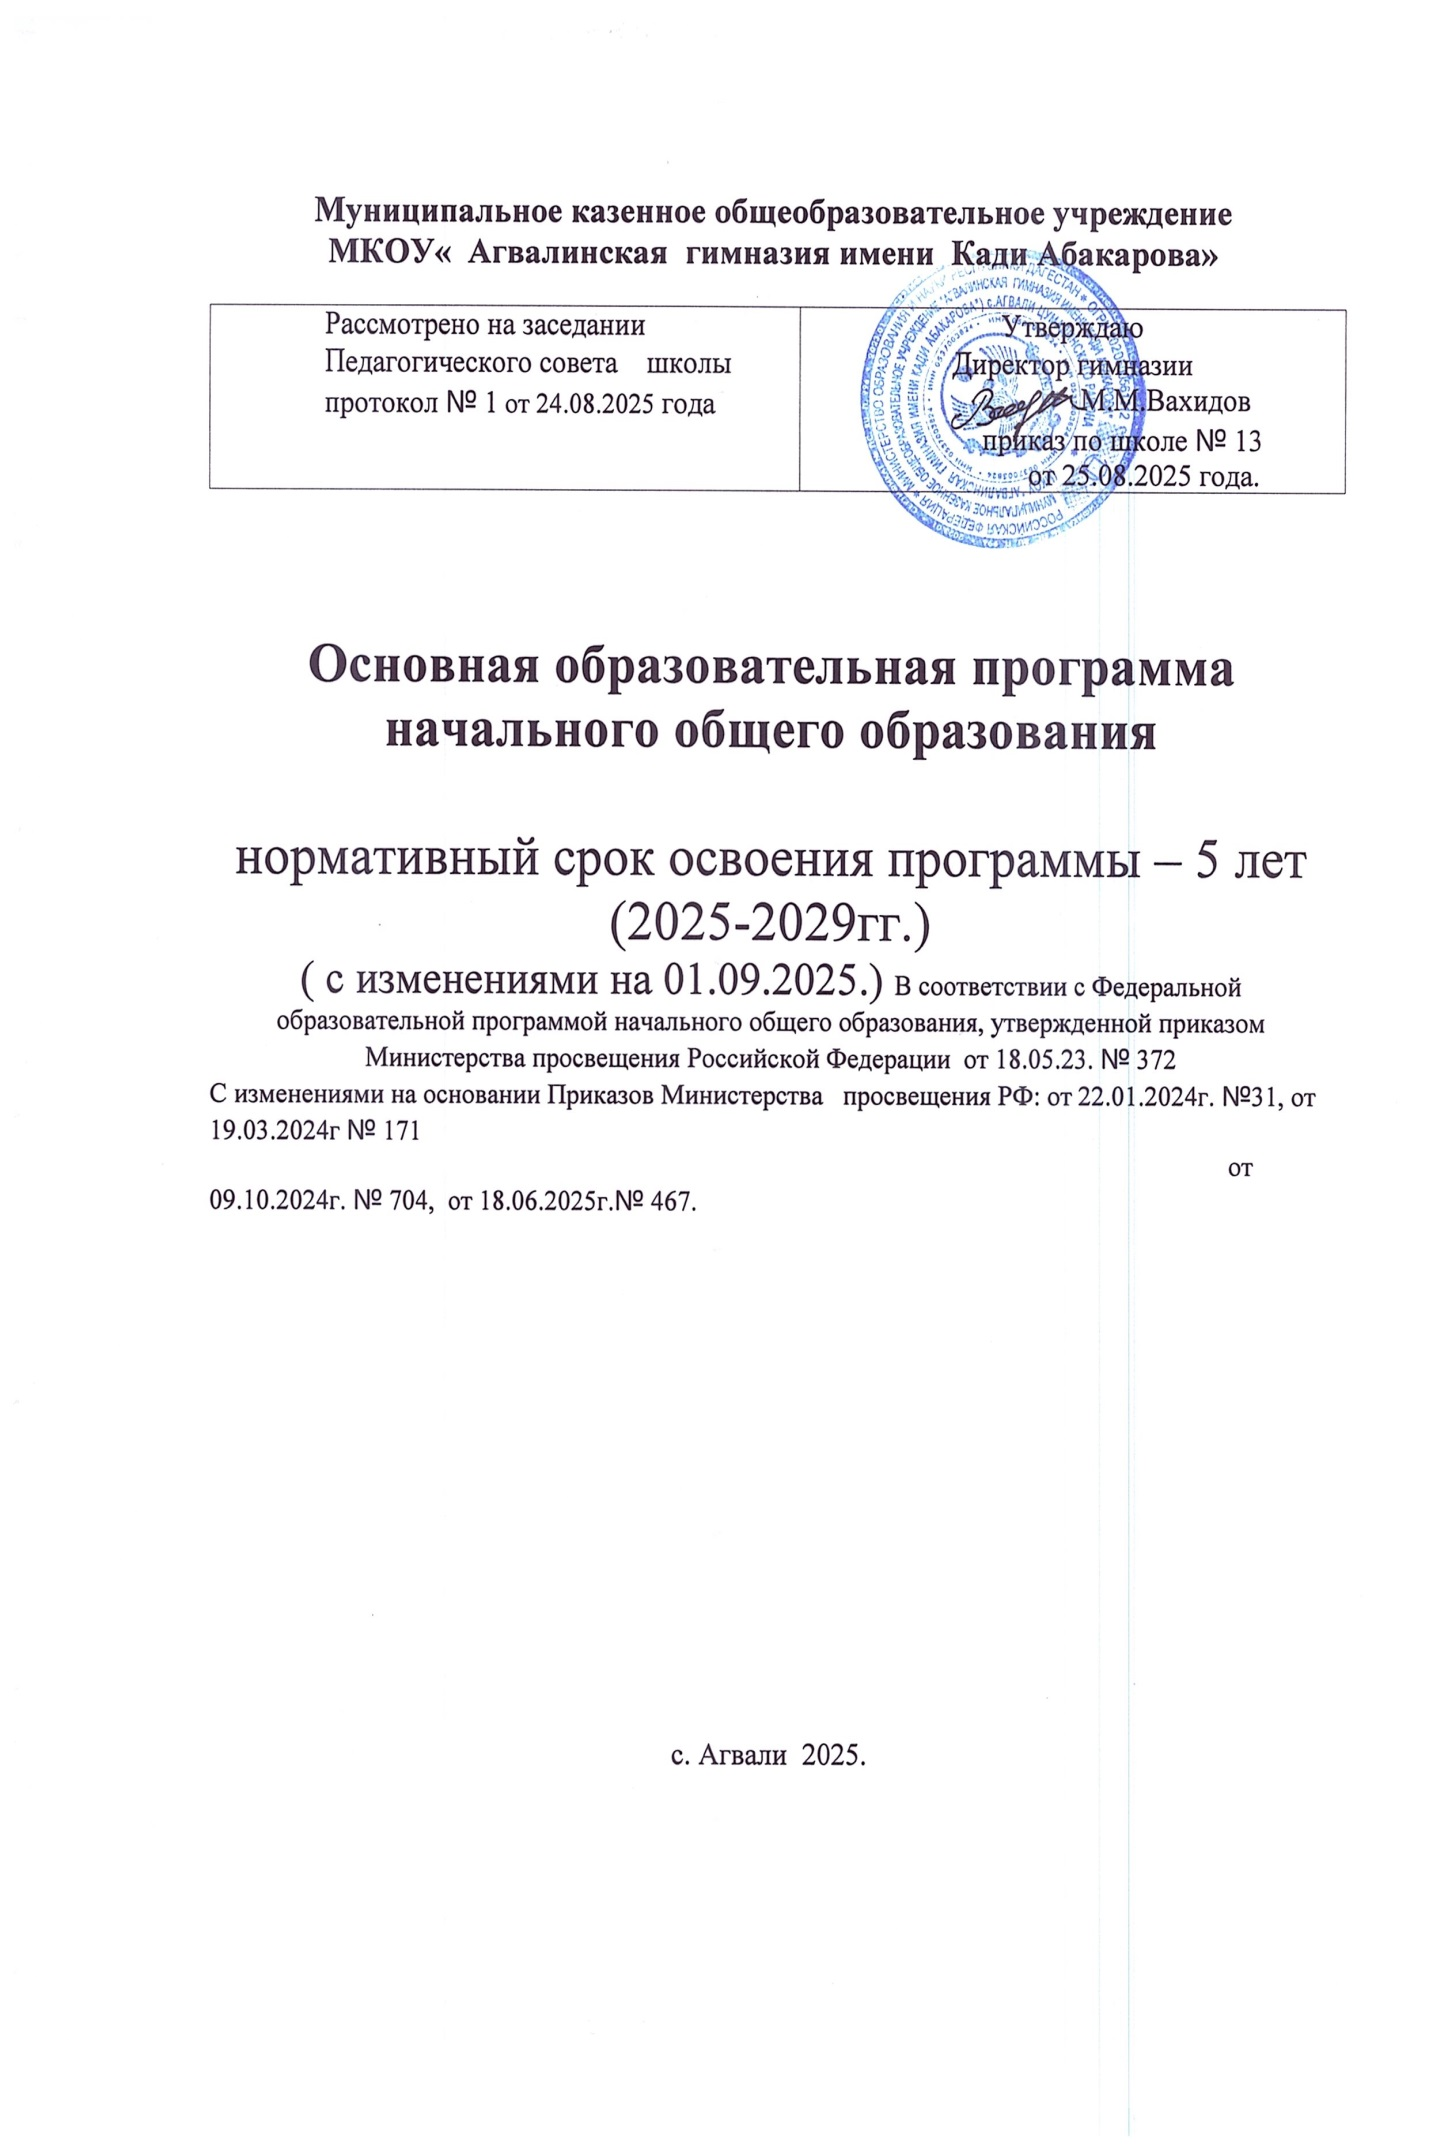 Муниципальное казенное общеобразовательное учреждение
МКОУ«  Агвалинская  гимназия имени  Кади Абакарова»
Рассмотрено на заседании
Педагогического совета    школы
протокол № 1 от 24.08.2025 года
Утверждаю
Директор гимназии
М.М.Вахидов
приказ по школе № 13
от 25.08.2025 года.
Основная образовательная программа
начального общего образования
нормативный срок освоения программы – 5 лет
(2025-2029гг.)
( с изменениями на 01.09.2025.) В соответствии с Федеральной
образовательной программой начального общего образования, утвержденной приказом
Министерства просвещения Российской Федерации  от 18.05.23. № 372
С изменениями на основании Приказов Министерства   просвещения РФ: от 22.01.2024г. №31, от
19.03.2024г № 171
от
09.10.2024г. № 704,  от 18.06.2025г.№ 467.
с. Агвали  2025.